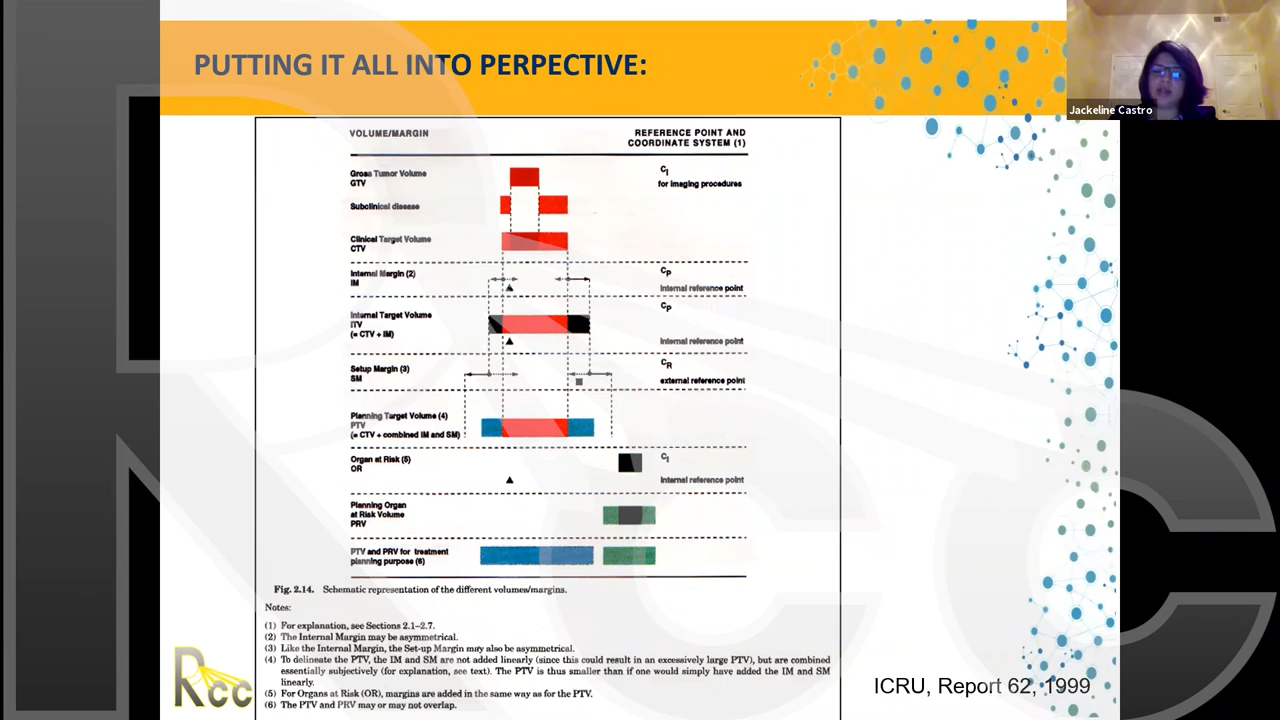 PUTTING IT ALL INTO PERPECTIVE:
Jackeline Castro
VOLUME/MARGIN
REFERENCE POINT AND
COORDINATE SYSTEM (1)
Gross Tumor Volume
GTV
CI
for imaging procedures
Subclinical disease
Clinical Target Volume
CTV
Internal Margin (2)
IM
CP
Internal reference point
Internal Target Volume
ITV
(= CTV + IM)
CP
Internal reference point
Setup Margin (3)
SM
CR
external reference point
Planning Target Volume (4)
PTV
(= CTV + combined IM and SM)
Organ at Risk (5)
OR
CI
Internal reference point
Planning Organ
at Risk Volume
PRV
PTV and PRV for treatment
planning purpose (6)
Fig. 2.14. Schematic representation of the different volumes/margins.
Notes:
(1) For explanation, see Sections 2.1–2.7.
(2) The Internal Margin may be asymmetrical.
(3) Like the Internal Margin, the Set-up Margin may also be asymmetrical.
(4) To delineate the PTV, the IM and SM are not added linearly (since this could result in an excessively large PTV), but are combined
essentially subjectively (for explanation, see text). The PTV is thus smaller than if one would simply have added the IM and SM
linearly.
(5) For Organs at Risk (OR), margins are added in the same way as for the PTV.
(6) The PTV and PRV may or may not overlap.
Rcc
ICRU, Report 62, 1999